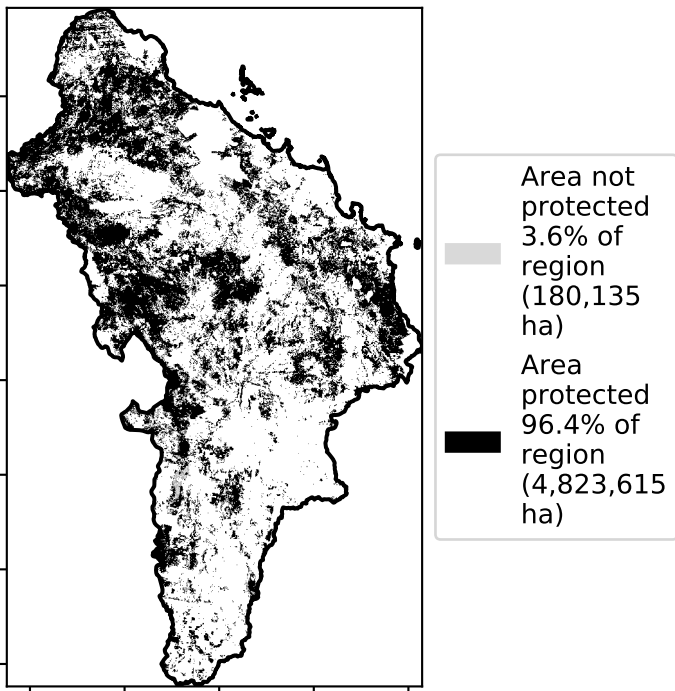 Area not
protected
3.6% of
region
(180,135
ha)
Area
protected
96.4% of
region
(4,823,615
ha)